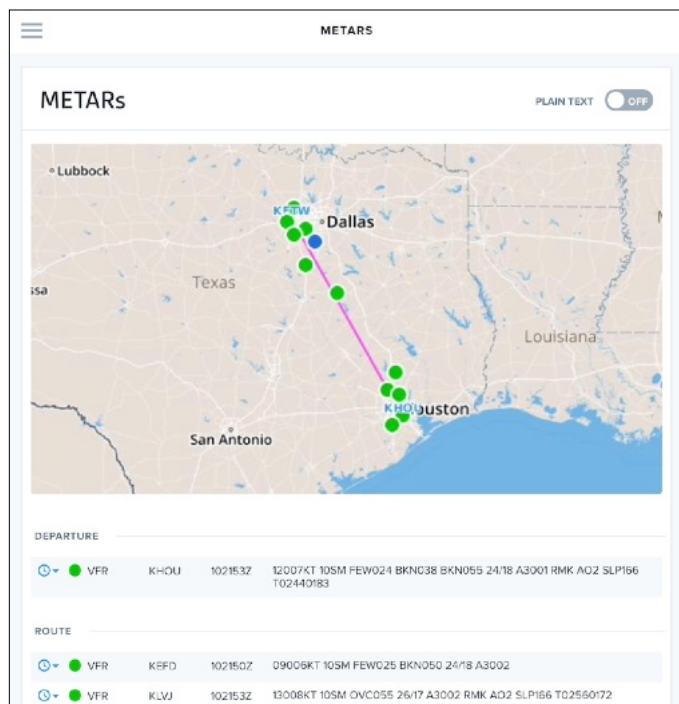 METARS
METARs
PLAIN TEXT OFF
Lubbock
KFTW
Dallas
Texas
ssa
Louisiana
KHOU
ouston
San Antonio
DEPARTURE
VFR KHOU 102153Z 12007KT 10SM FEW024 BKN038 BKN055 24/18 A3001 RMK AO2 SLP166
T02440183
ROUTE
VFR KEFD 102150Z 09006KT 10SM FEW025 BKN050 24/18 A3002
VFR KLVJ 102153Z 13008KT 10SM OVC055 26/17 A3002 RMK AO2 SLP166 T02560172